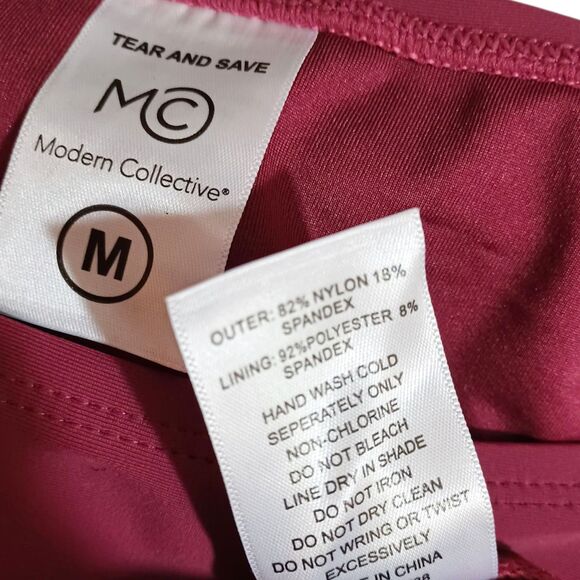 TEAR AND SAVE
MC
Modern Collective®
M
OUTER: 82% NYLON 18%
SPANDEX
LINING: 92%POLYESTER 8%
SPANDEX
HAND WASH COLD
SEPERATELY ONLY
NON-CHLORINE
DO NOT BLEACH
LINE DRY IN SHADE
DO NOT IRON
DO NOT DRY CLEAN
DO NOT WRING OR TWIST
EXCESSIVELY
IN CHINA